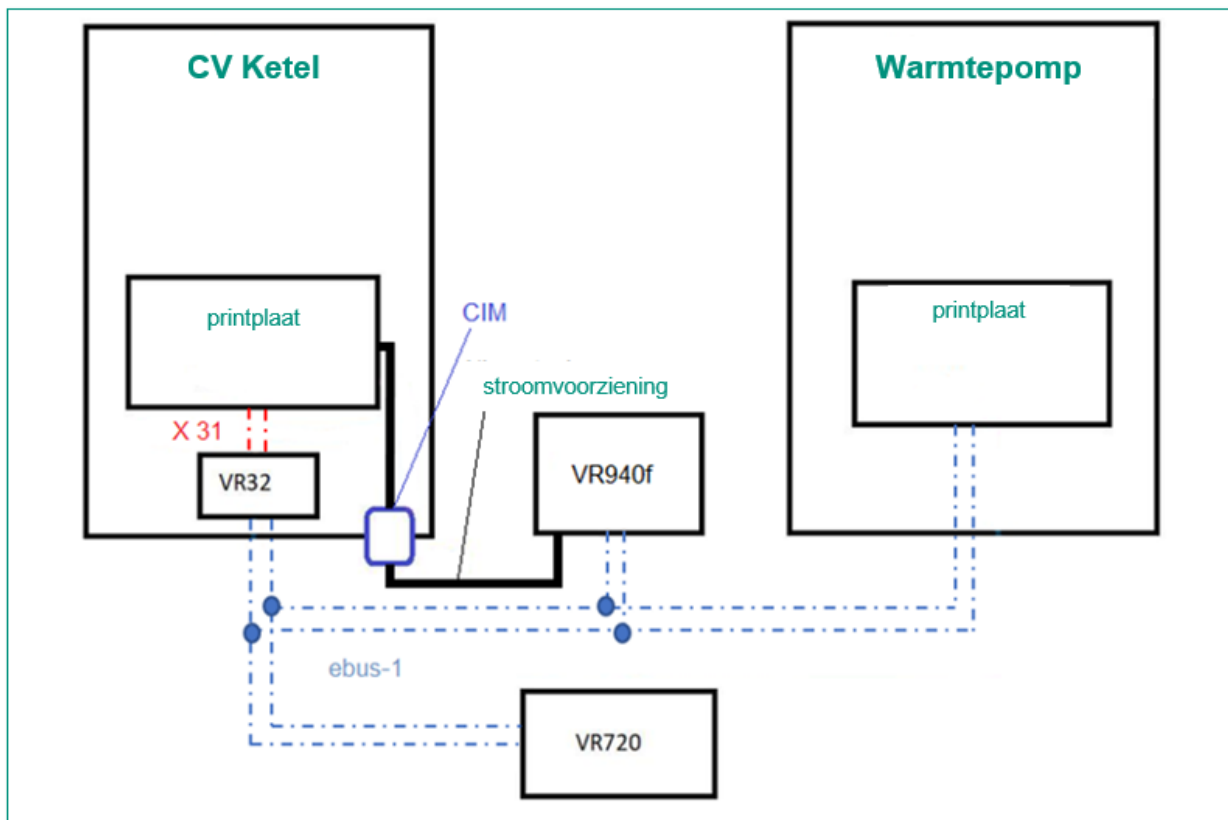 CV Ketel
Warmtepomp
printplaat
CIM
printplaat
stroomvoorziening
X 31
VR32
VR940f
ebus-1
VR720